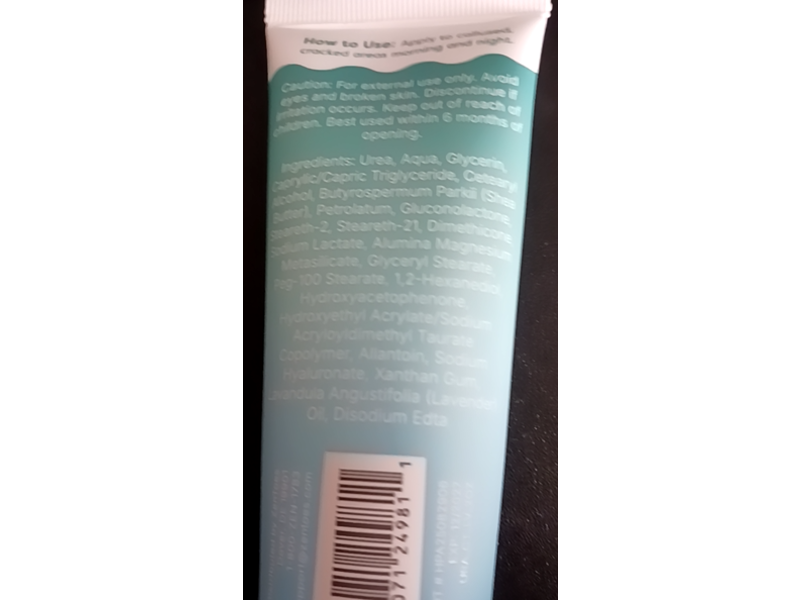 How to Use: Apply to callused,
cracked areas morning and night.
Caution: For external use only. Avoid
eyes and broken skin. Discontinue if
irritation occurs. Keep out of reach of
children. Best used within 6 months of
opening.
Ingredients: Urea, Aqua, Glycerin,
Caprylic/Capric Triglyceride, Cetearyl
Alcohol, Butyrospermum Parkii (Shea
Butter), Petrolatum, Gluconolactone,
Steareth-2, Steareth-21, Dimethicone,
Sodium Lactate, Alumina Magnesium
Metasilicate, Glyceryl Stearate,
Peg-100 Stearate, 1,2-Hexanediol,
Hydroxyacetophenone,
Hydroxyethyl Acrylate/Sodium
Acryloyldimethyl Taurate
Copolymer, Allantoin, Sodium
Hyaluronate, Xanthan Gum,
Lavandula Angustifolia (Lavender)
Oil, Disodium Edta
071 24981 1